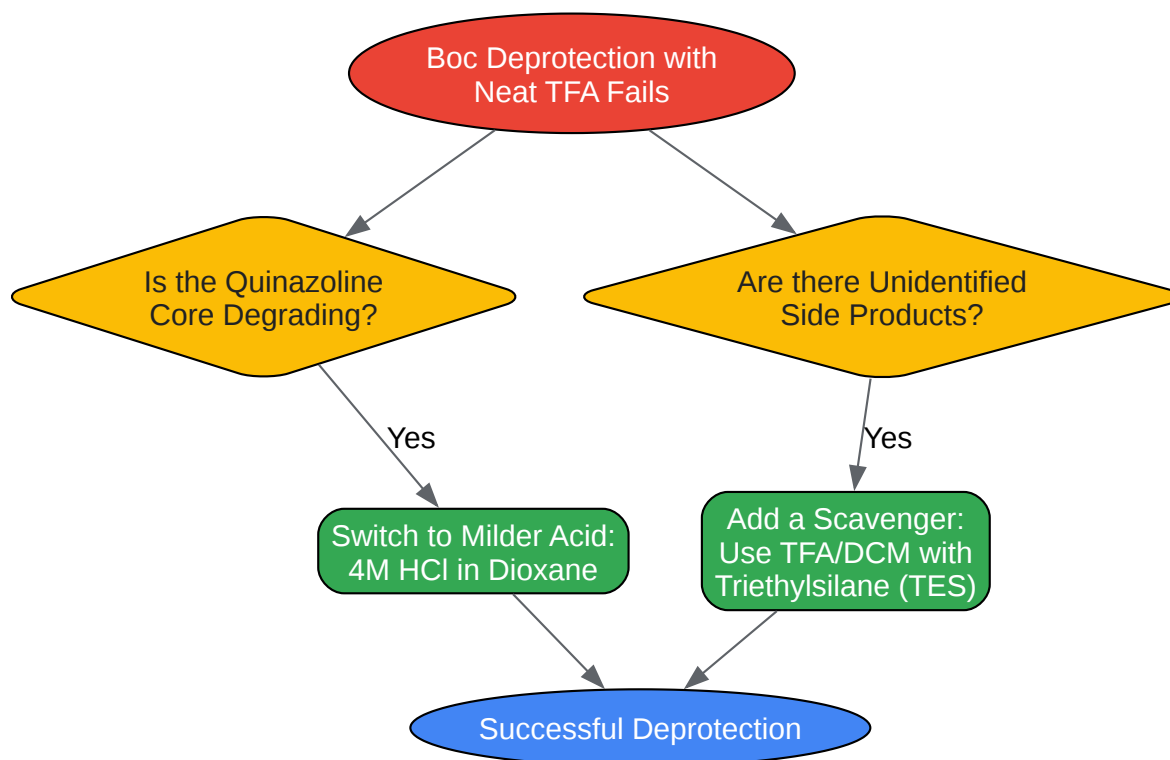 Boc Deprotection with
Neat TFA Fails
Is the Quinazoline
Core Degrading?
Are there Unidentified
Side Products?
Yes
Yes
Switch to Milder Acid:
4M HCl in Dioxane
Add a Scavenger:
Use TFA/DCM with
Triethylsilane (TES)
Successful Deprotection